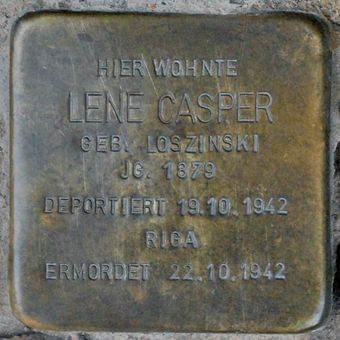 HIER WOHNTE
LENE CASPER
GEB. LOSZINSKI
JG. 1879
DEPORTIERT 19.10.1942
RIGA
ERMORDET 22.10.1942